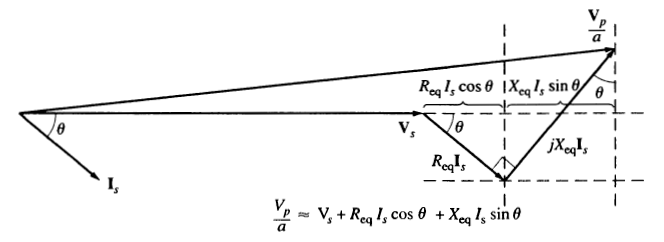 V_p/a
R_eq I_s cos θ X_eq I_s sin θ
θ
θ V_s θ
R_eq I_s jX_eq I_s
I_s
V_p/a ≈ V_s + R_eq I_s cos θ + X_eq I_s sin θ